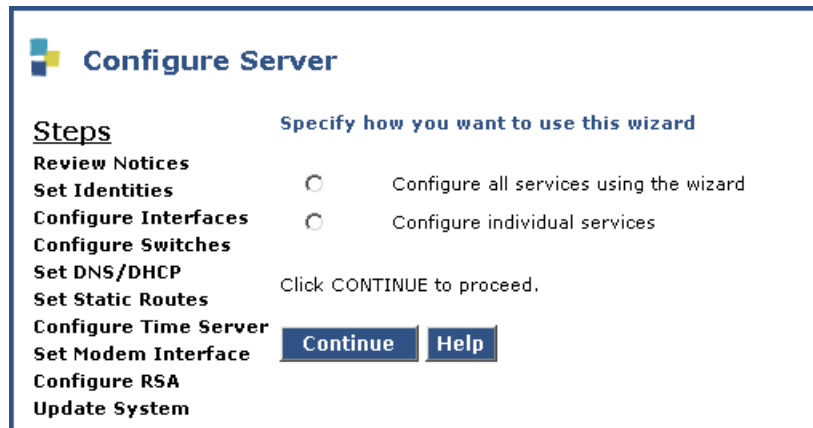 Configure Server
Steps
Review Notices
Set Identities
Configure Interfaces
Configure Switches
Set DNS/DHCP
Set Static Routes
Configure Time Server
Set Modem Interface
Configure RSA
Update System
Specify how you want to use this wizard
Configure all services using the wizard
Configure individual services
Click CONTINUE to proceed.
Continue Help